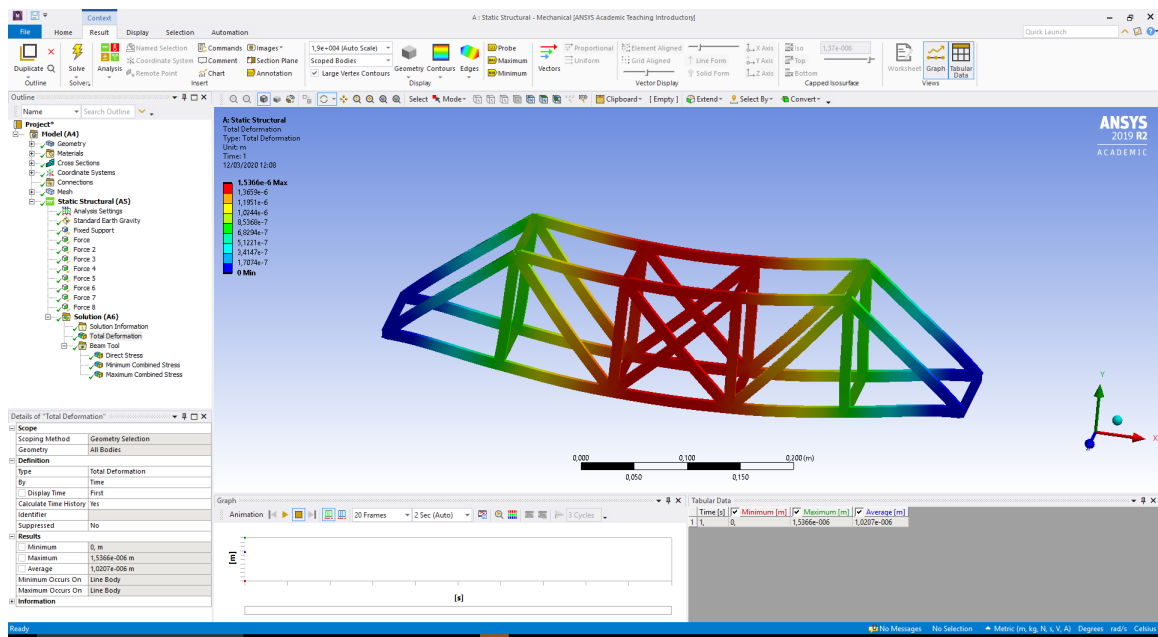 Context
A : Static Structural - Mechanical [ANSYS Academic Teaching Introductory]
File Home Result Display Selection Automation
Quick Launch
Duplicate Q
Outline
Solve
Solver
Analysis
Named Selection
Coordinate System
Remote Point
Commands
Comment
Chart
Images
Section Plane
Annotation
Insert
1,9e+004 (Auto Scale)
Scoped Bodies
Large Vertex Contours
Geometry Contours Edges
Display
Probe
Maximum
Minimum
Vectors
Proportional
Uniform
Element Aligned
Grid Aligned
Line Form
Solid Form
X Axis
Y Axis
Z Axis
Vector Display
Iso
Top
Bottom
1,37e-006
Capped Isosurface
Worksheet Graph Tabular Data
Views
Outline
Name Search Outline
Select Mode Clipboard [ Empty ] Extend Select By Convert
Project*
Model (A4)
Geometry
Materials
Cross Sections
Coordinate Systems
Connections
Mesh
Static Structural (A5)
Analysis Settings
Standard Earth Gravity
Fixed Support
Force
Force 2
Force 3
Force 4
Force 5
Force 6
Force 7
Force 8
Solution (A6)
Solution Information
Total Deformation
Beam Tool
Direct Stress
Minimum Combined Stress
Maximum Combined Stress
A: Static Structural
Total Deformation
Type: Total Deformation
Unit: m
Time: 1
12/03/2020 12:08
1,5366e-6 Max
1,3659e-6
1,1951e-6
1,0244e-6
8,5368e-7
6,8294e-7
5,1221e-7
3,4147e-7
1,7074e-7
0 Min
ANSYS
2019 R2
ACADEMIC
Y
X
0,000 0,100 0,200 (m)
0,050 0,150
Details of "Total Deformation"
Scope
Scoping Method Geometry Selection
Geometry All Bodies
Definition
Type Total Deformation
By Time
Display Time First
Calculate Time History Yes
Identifier
Suppressed No
Results
Minimum 0, m
Maximum 1,5366e-006 m
Average 1,0207e-006 m
Minimum Occurs On Line Body
Maximum Occurs On Line Body
Information
Graph
Animation 20 Frames 2 Sec (Auto) 3 Cycles
[m]
[s]
Tabular Data
Time [s] Minimum [m] Maximum [m] Average [m]
1 1, 0, 1,5366e-006 1,0207e-006
Ready
No Messages No Selection Metric (m, kg, N, s, V, A) Degrees rad/s Celsius